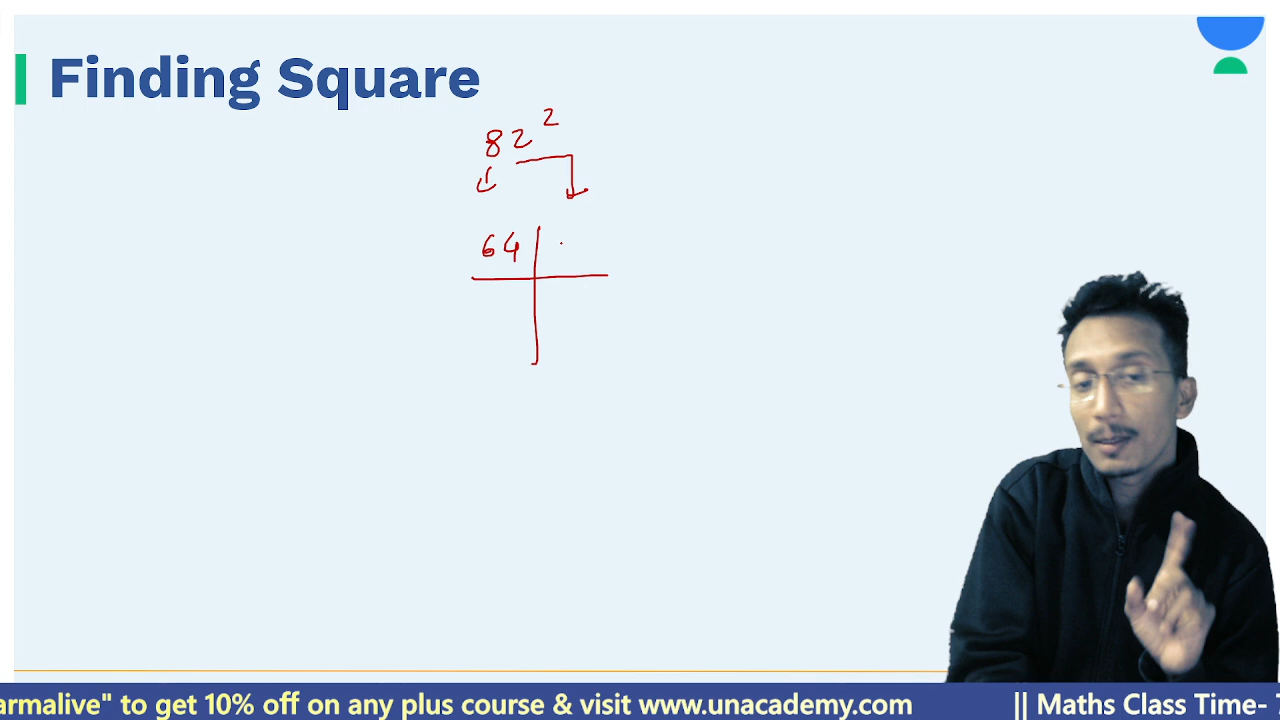 Finding Square
82²
64
armalive" to get 10% off on any plus course & visit www.unacademy.com || Maths Class Time-